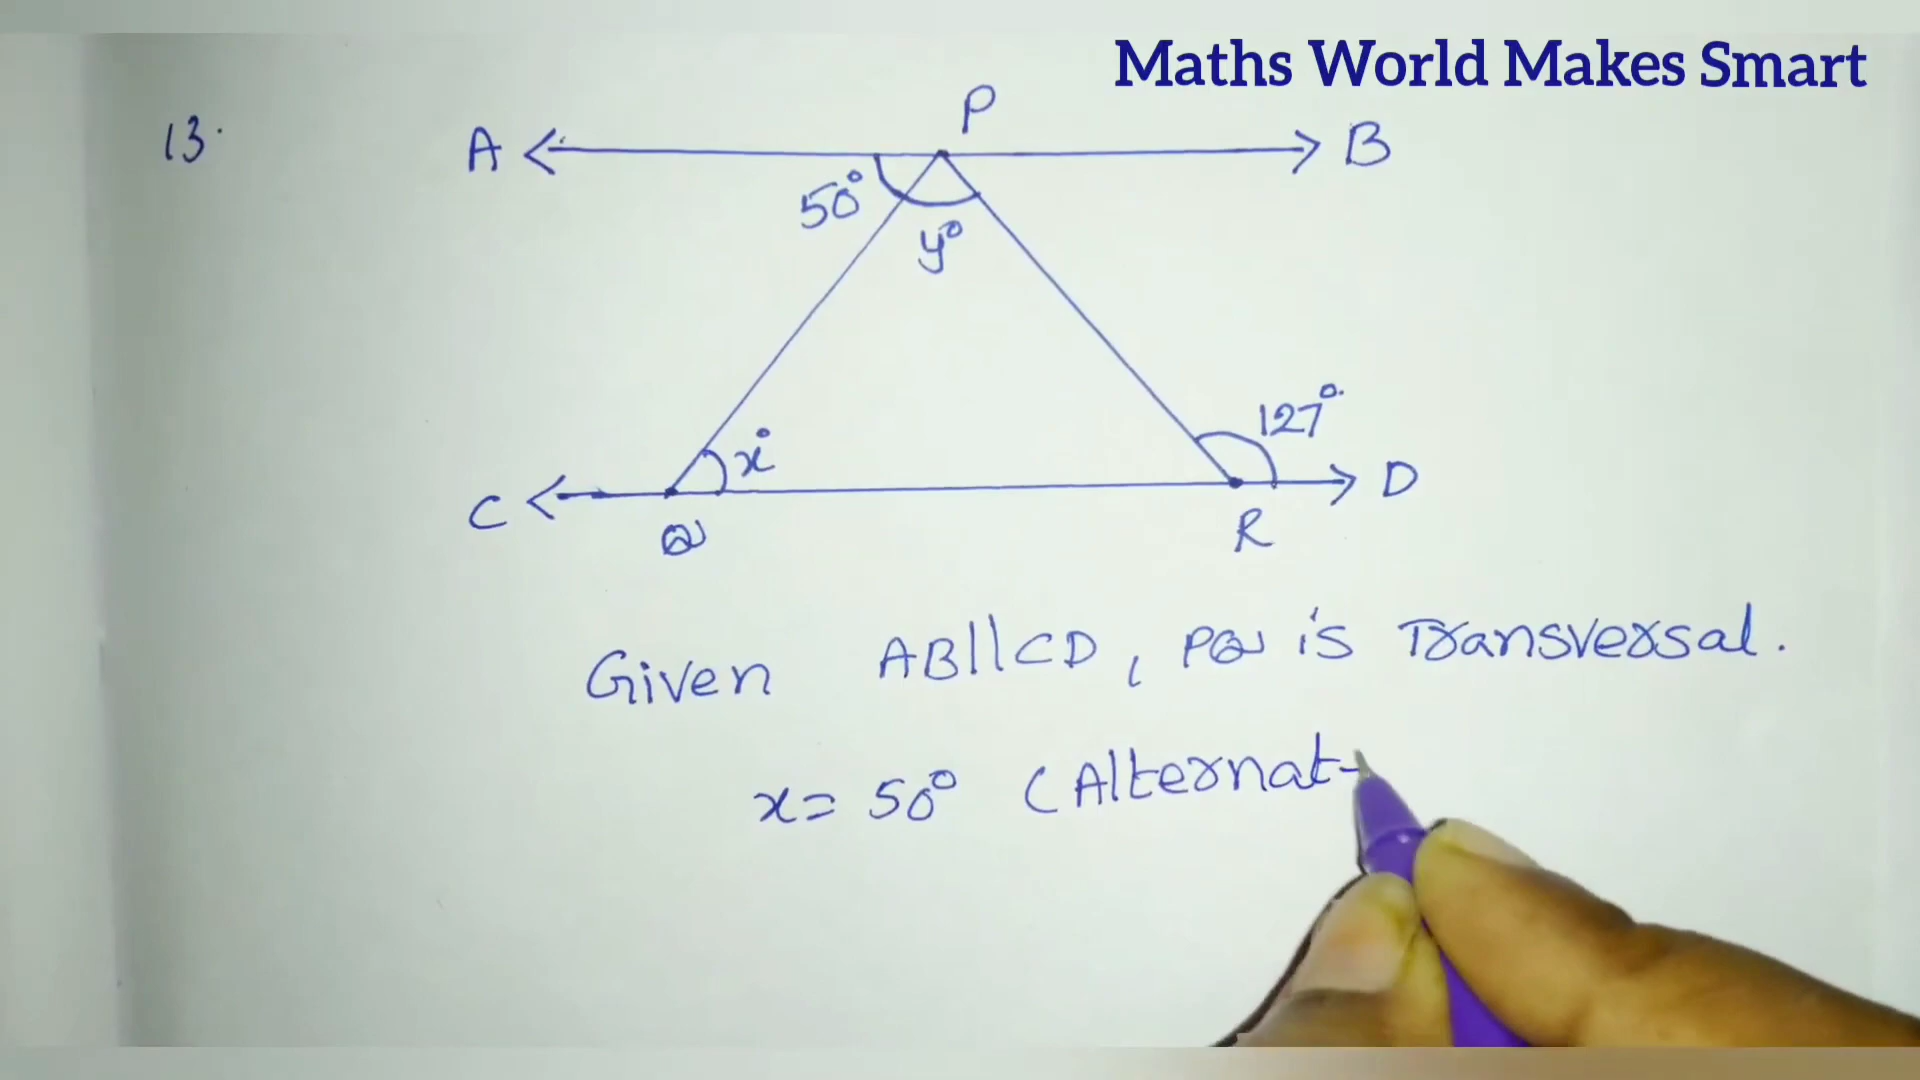 Maths World Makes Smart
13.
P
A
B
50°
y°
127°
x°
C
D
Q
R
Given AB||CD, PQ is Transversal.
x = 50° (Alternat